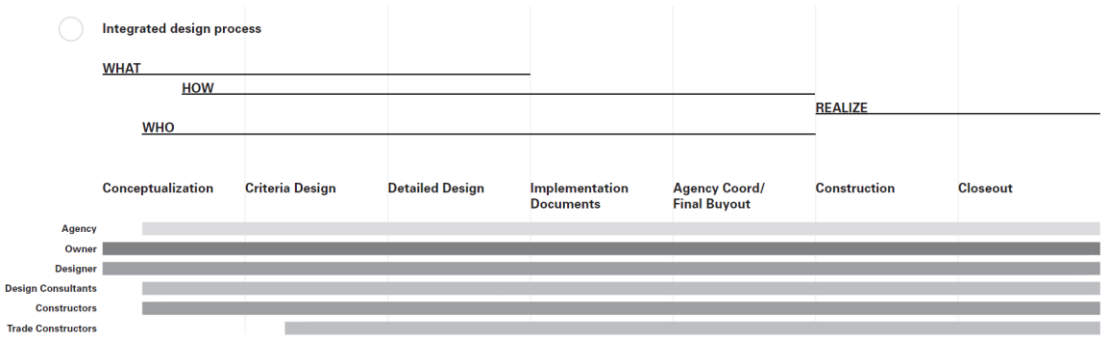 Integrated design process
WHAT
HOW
REALIZE
WHO
Conceptualization
Criteria Design
Detailed Design
Implementation
Documents
Agency Coord/
Final Buyout
Construction
Closeout
Agency
Owner
Designer
Design Consultants
Constructors
Trade Constructors